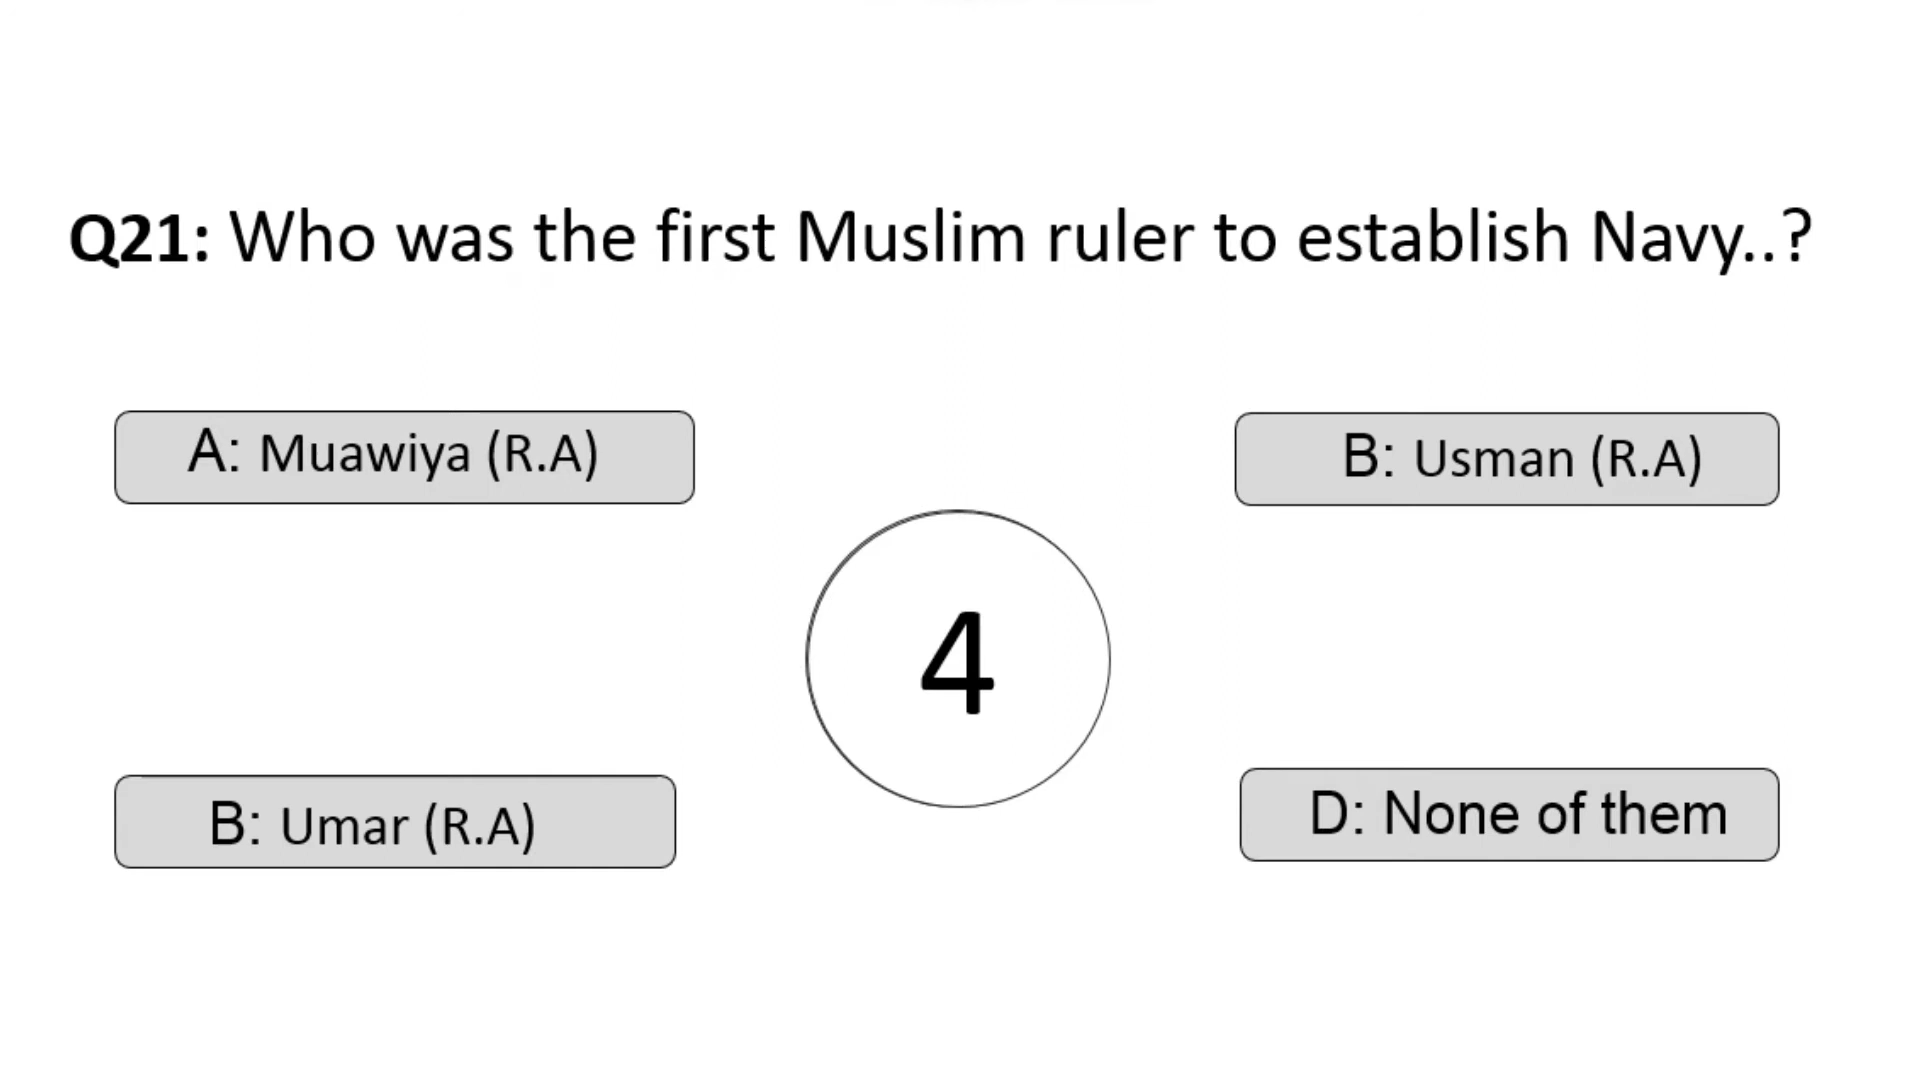 Q21: Who was the first Muslim ruler to establish Navy..?
A: Muawiya (R.A)
B: Usman (R.A)
4
B: Umar (R.A)
D: None of them